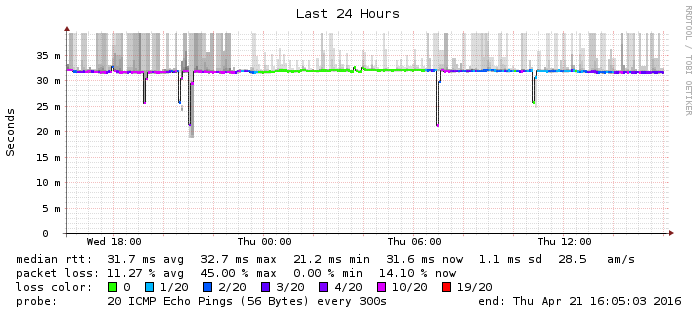 Last 24 Hours
RRDTOOL / TOBI OETIKER
Seconds
35 m
30 m
25 m
20 m
15 m
10 m
5 m
0
Wed 18:00 Thu 00:00 Thu 06:00 Thu 12:00
median rtt: 31.7 ms avg 32.7 ms max 21.2 ms min 31.6 ms now 1.1 ms sd 28.5 am/s
packet loss: 11.27 % avg 45.00 % max 0.00 % min 14.10 % now
loss color: 0 1/20 2/20 3/20 4/20 10/20 19/20
probe: 20 ICMP Echo Pings (56 Bytes) every 300s end: Thu Apr 21 16:05:03 2016